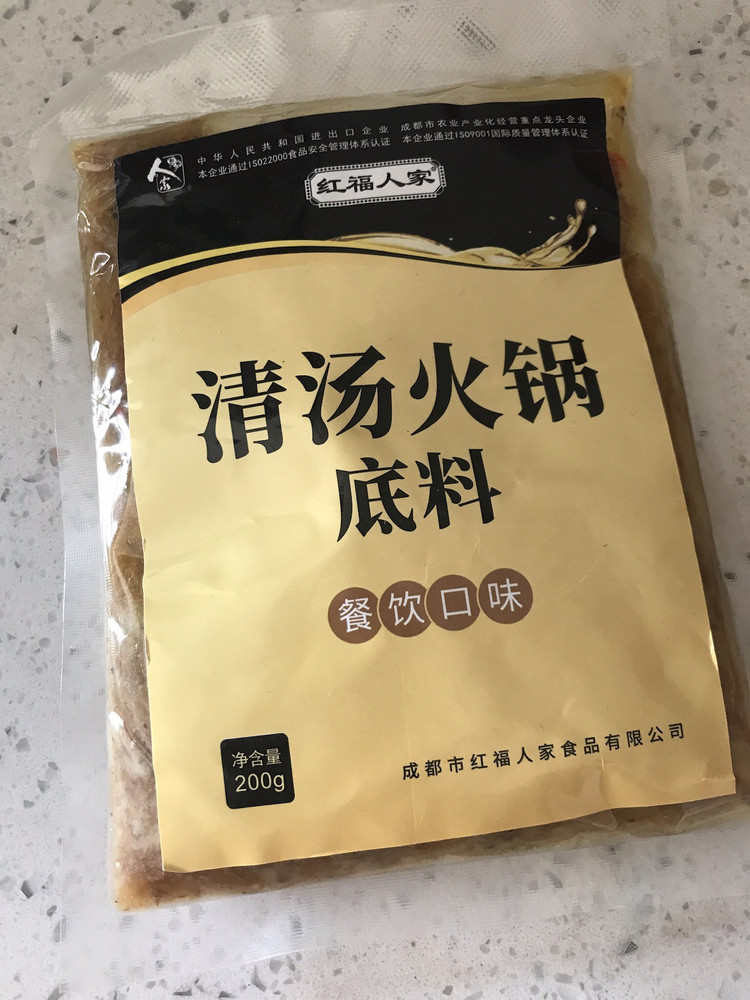 中华人民共和国进出口企业 成都市农业产业化经营重点龙头企业
本企业通过ISO22000食品安全管理体系认证 本企业通过ISO9001国际质量管理体系认证
人家
红福人家
清汤火锅
底料
餐饮口味
净含量
200g
成都市红福人家食品有限公司